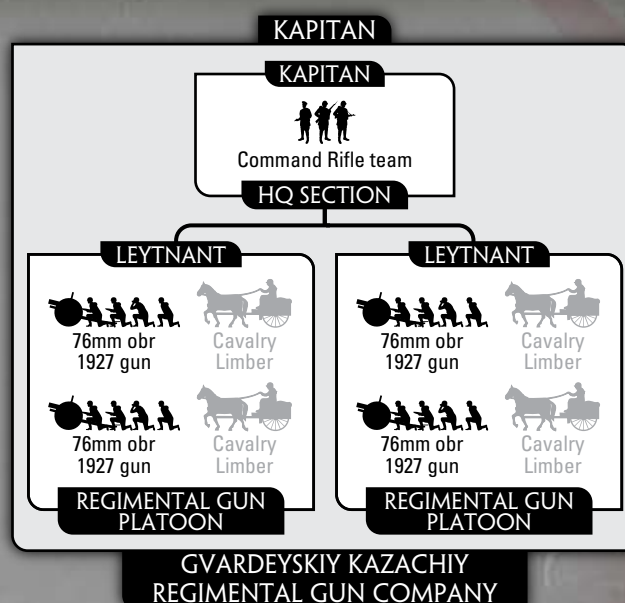 KAPITAN
KAPITAN
Command Rifle team
HQ SECTION
LEYTNANT
76mm obr
1927 gun
Cavalry
Limber
76mm obr
1927 gun
Cavalry
Limber
REGIMENTAL GUN
PLATOON
LEYTNANT
76mm obr
1927 gun
Cavalry
Limber
76mm obr
1927 gun
Cavalry
Limber
REGIMENTAL GUN
PLATOON
GVARDEYSKIY KAZACHIY
REGIMENTAL GUN COMPANY